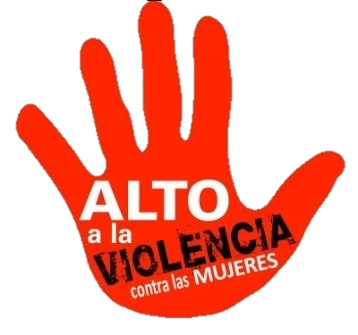 ALTO
a la
VIOLENCIA
contra las MUJERES